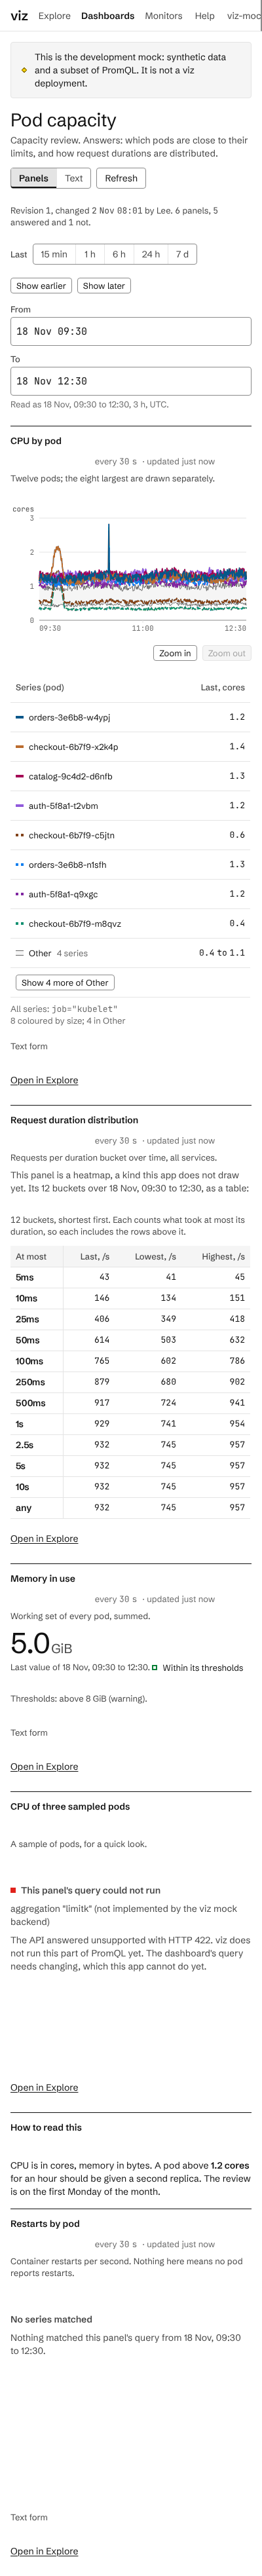 viz Explore Dashboards Monitors Help viz-moc
This is the development mock: synthetic data
and a subset of PromQL. It is not a viz
deployment.
Pod capacity
Capacity review. Answers: which pods are close to their
limits, and how request durations are distributed.
Panels Text Refresh
Revision 1, changed 2 Nov 08:01 by Lee. 6 panels, 5
answered and 1 not.
Last 15 min 1 h 6 h 24 h 7 d
Show earlier Show later
From
18 Nov 09:30
To
18 Nov 12:30
Read as 18 Nov, 09:30 to 12:30, 3 h, UTC.
CPU by pod
every 30 s · updated just now
Twelve pods; the eight largest are drawn separately.
cores
3
2
1
0
09:30 11:00 12:30
Zoom in Zoom out
Series (pod) Last, cores
orders-3e6b8-w4ypj 1.2
checkout-6b7f9-x2k4p 1.4
catalog-9c4d2-d6nfb 1.3
auth-5f8a1-t2vbm 1.2
checkout-6b7f9-c5jtn 0.6
orders-3e6b8-n1sfh 1.3
auth-5f8a1-q9xgc 1.2
checkout-6b7f9-m8qvz 0.4
Other 4 series 0.4 to 1.1
Show 4 more of Other
All series: job="kubelet"
8 coloured by size; 4 in Other
Text form
Open in Explore
Request duration distribution
every 30 s · updated just now
Requests per duration bucket over time, all services.
This panel is a heatmap, a kind this app does not draw
yet. Its 12 buckets over 18 Nov, 09:30 to 12:30, as a table:
12 buckets, shortest first. Each counts what took at most its
duration, so each includes the rows above it.
At most Last, /s Lowest, /s Highest, /s
5ms 43 41 45
10ms 146 134 151
25ms 406 349 418
50ms 614 503 632
100ms 765 602 786
250ms 879 680 902
500ms 917 724 941
1s 929 741 954
2.5s 932 745 957
5s 932 745 957
10s 932 745 957
any 932 745 957
Open in Explore
Memory in use
every 30 s · updated just now
Working set of every pod, summed.
5.0GiB
Last value of 18 Nov, 09:30 to 12:30. Within its thresholds
Thresholds: above 8 GiB (warning).
Text form
Open in Explore
CPU of three sampled pods
A sample of pods, for a quick look.
This panel's query could not run
aggregation "limitk" (not implemented by the viz mock
backend)
The API answered unsupported with HTTP 422. viz does
not run this part of PromQL yet. The dashboard's query
needs changing, which this app cannot do yet.
Open in Explore
How to read this
CPU is in cores, memory in bytes. A pod above 1.2 cores
for an hour should be given a second replica. The review
is on the first Monday of the month.
Restarts by pod
every 30 s · updated just now
Container restarts per second. Nothing here means no pod
reports restarts.
No series matched
Nothing matched this panel's query from 18 Nov, 09:30
to 12:30.
Text form
Open in Explore